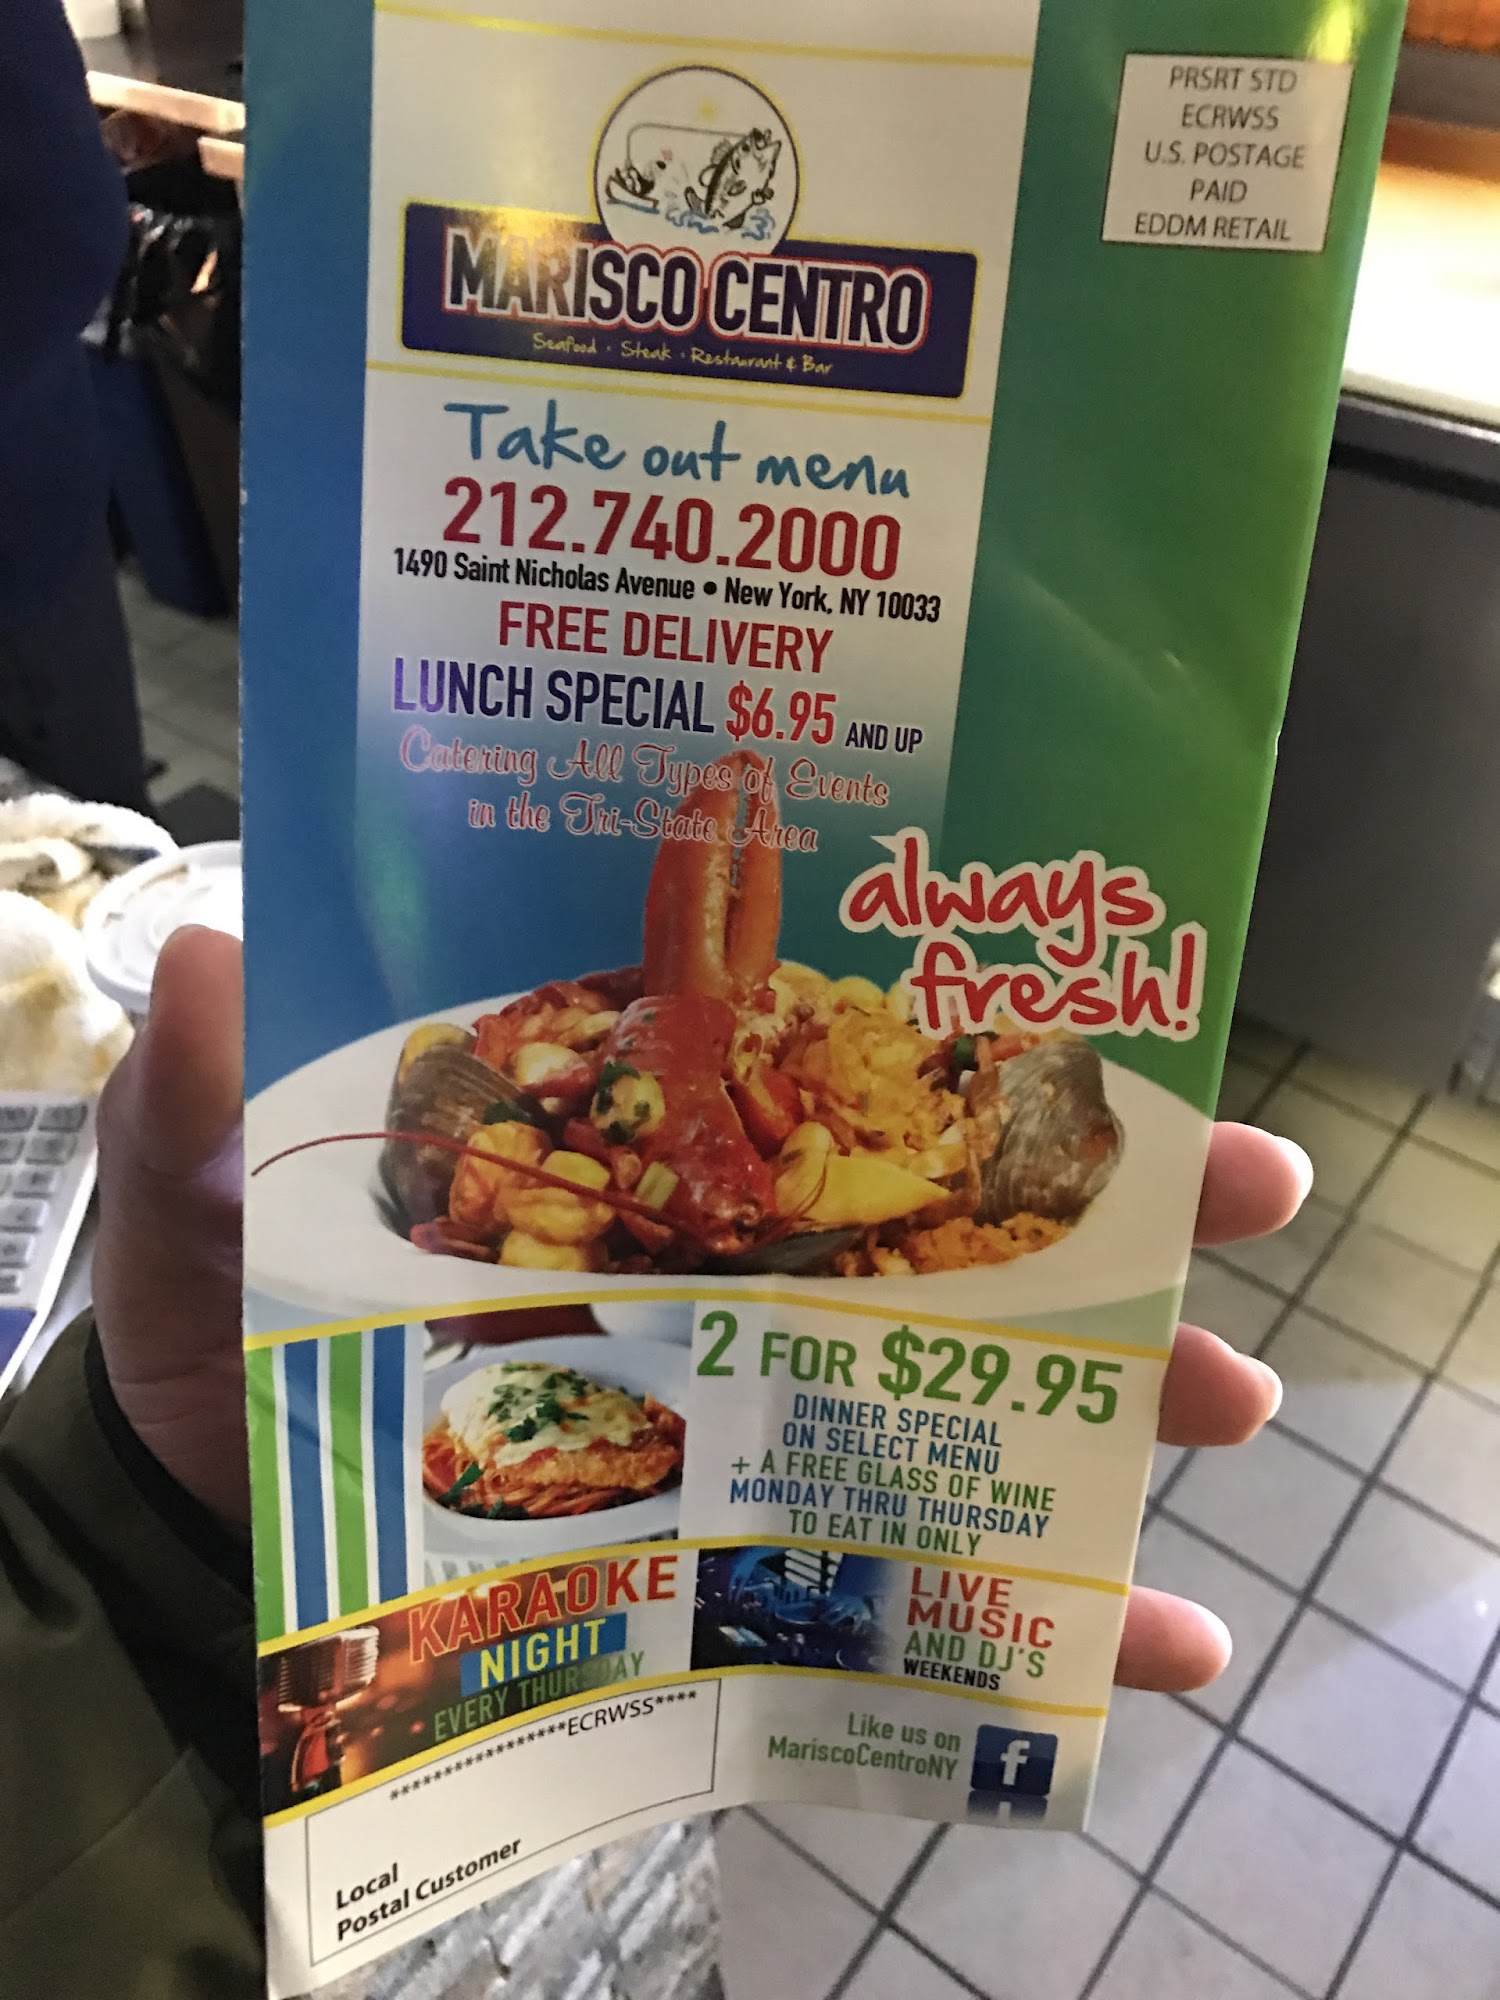 PRSRT STD
ECRWSS
U.S. POSTAGE
PAID
EDDM RETAIL
MARISCO CENTRO
Seafood • Steak • Restaurant & Bar
Take out menu
212.740.2000
1490 Saint Nicholas Avenue • New York, NY 10033
FREE DELIVERY
LUNCH SPECIAL $6.95 AND UP
Catering All Types of Events
in the Tri-State Area
always
fresh!
2 FOR $29.95
DINNER SPECIAL
ON SELECT MENU
+ A FREE GLASS OF WINE
MONDAY THRU THURSDAY
TO EAT IN ONLY
KARAOKE
NIGHT
EVERY THURSDAY
LIVE
MUSIC
AND DJ'S
WEEKENDS
*****************ECRWSS****
Local
Postal Customer
Like us on
MariscoCentroNY
f